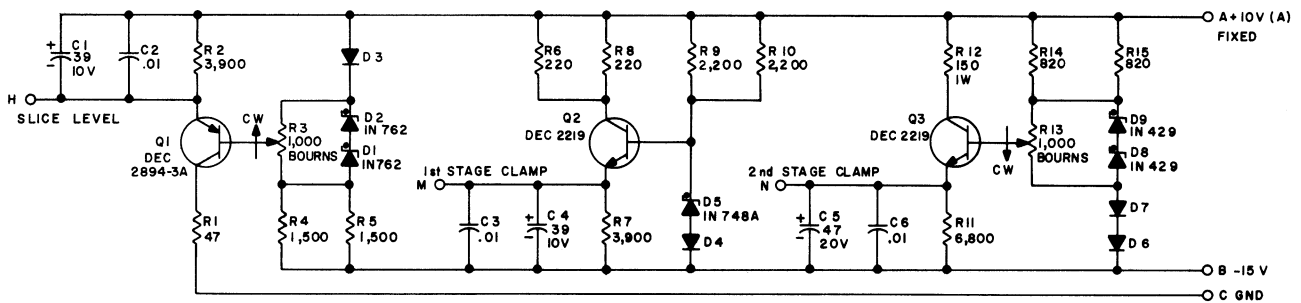 A+10V (A)
FIXED
+
C1
39
10V
-
C2
.01
R2
3,900
D3
H
SLICE LEVEL
Q1
DEC
2894-3A
CW
R3
1,000
BOURNS
D2
IN 762
D1
IN762
R1
47
R4
1,500
R5
1,500
R6
220
R8
220
R9
2,200
R10
2,200
Q2
DEC 2219
1st STAGE CLAMP
M
C3
.01
+
C4
39
10V
-
R7
3,900
D5
IN 748A
D4
R12
150
1W
R14
820
R15
820
Q3
DEC 2219
R13
1,000
BOURNS
CW
D9
IN 429
D8
IN 429
2nd STAGE CLAMP
N
+
C5
47
20V
-
C6
.01
R11
6,800
D7
D6
B -15V
C GND